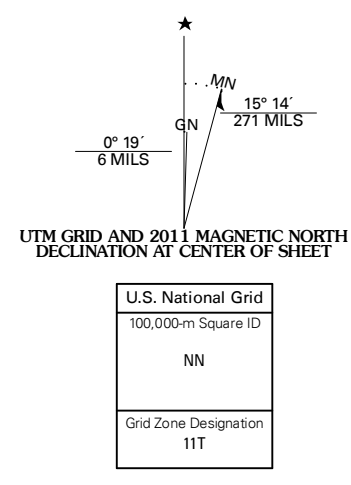 ★
MN
GN
15° 14´
271 MILS
0° 19´
6 MILS
UTM GRID AND 2011 MAGNETIC NORTH
DECLINATION AT CENTER OF SHEET
U.S. National Grid
100,000-m Square ID
NN
Grid Zone Designation
11T